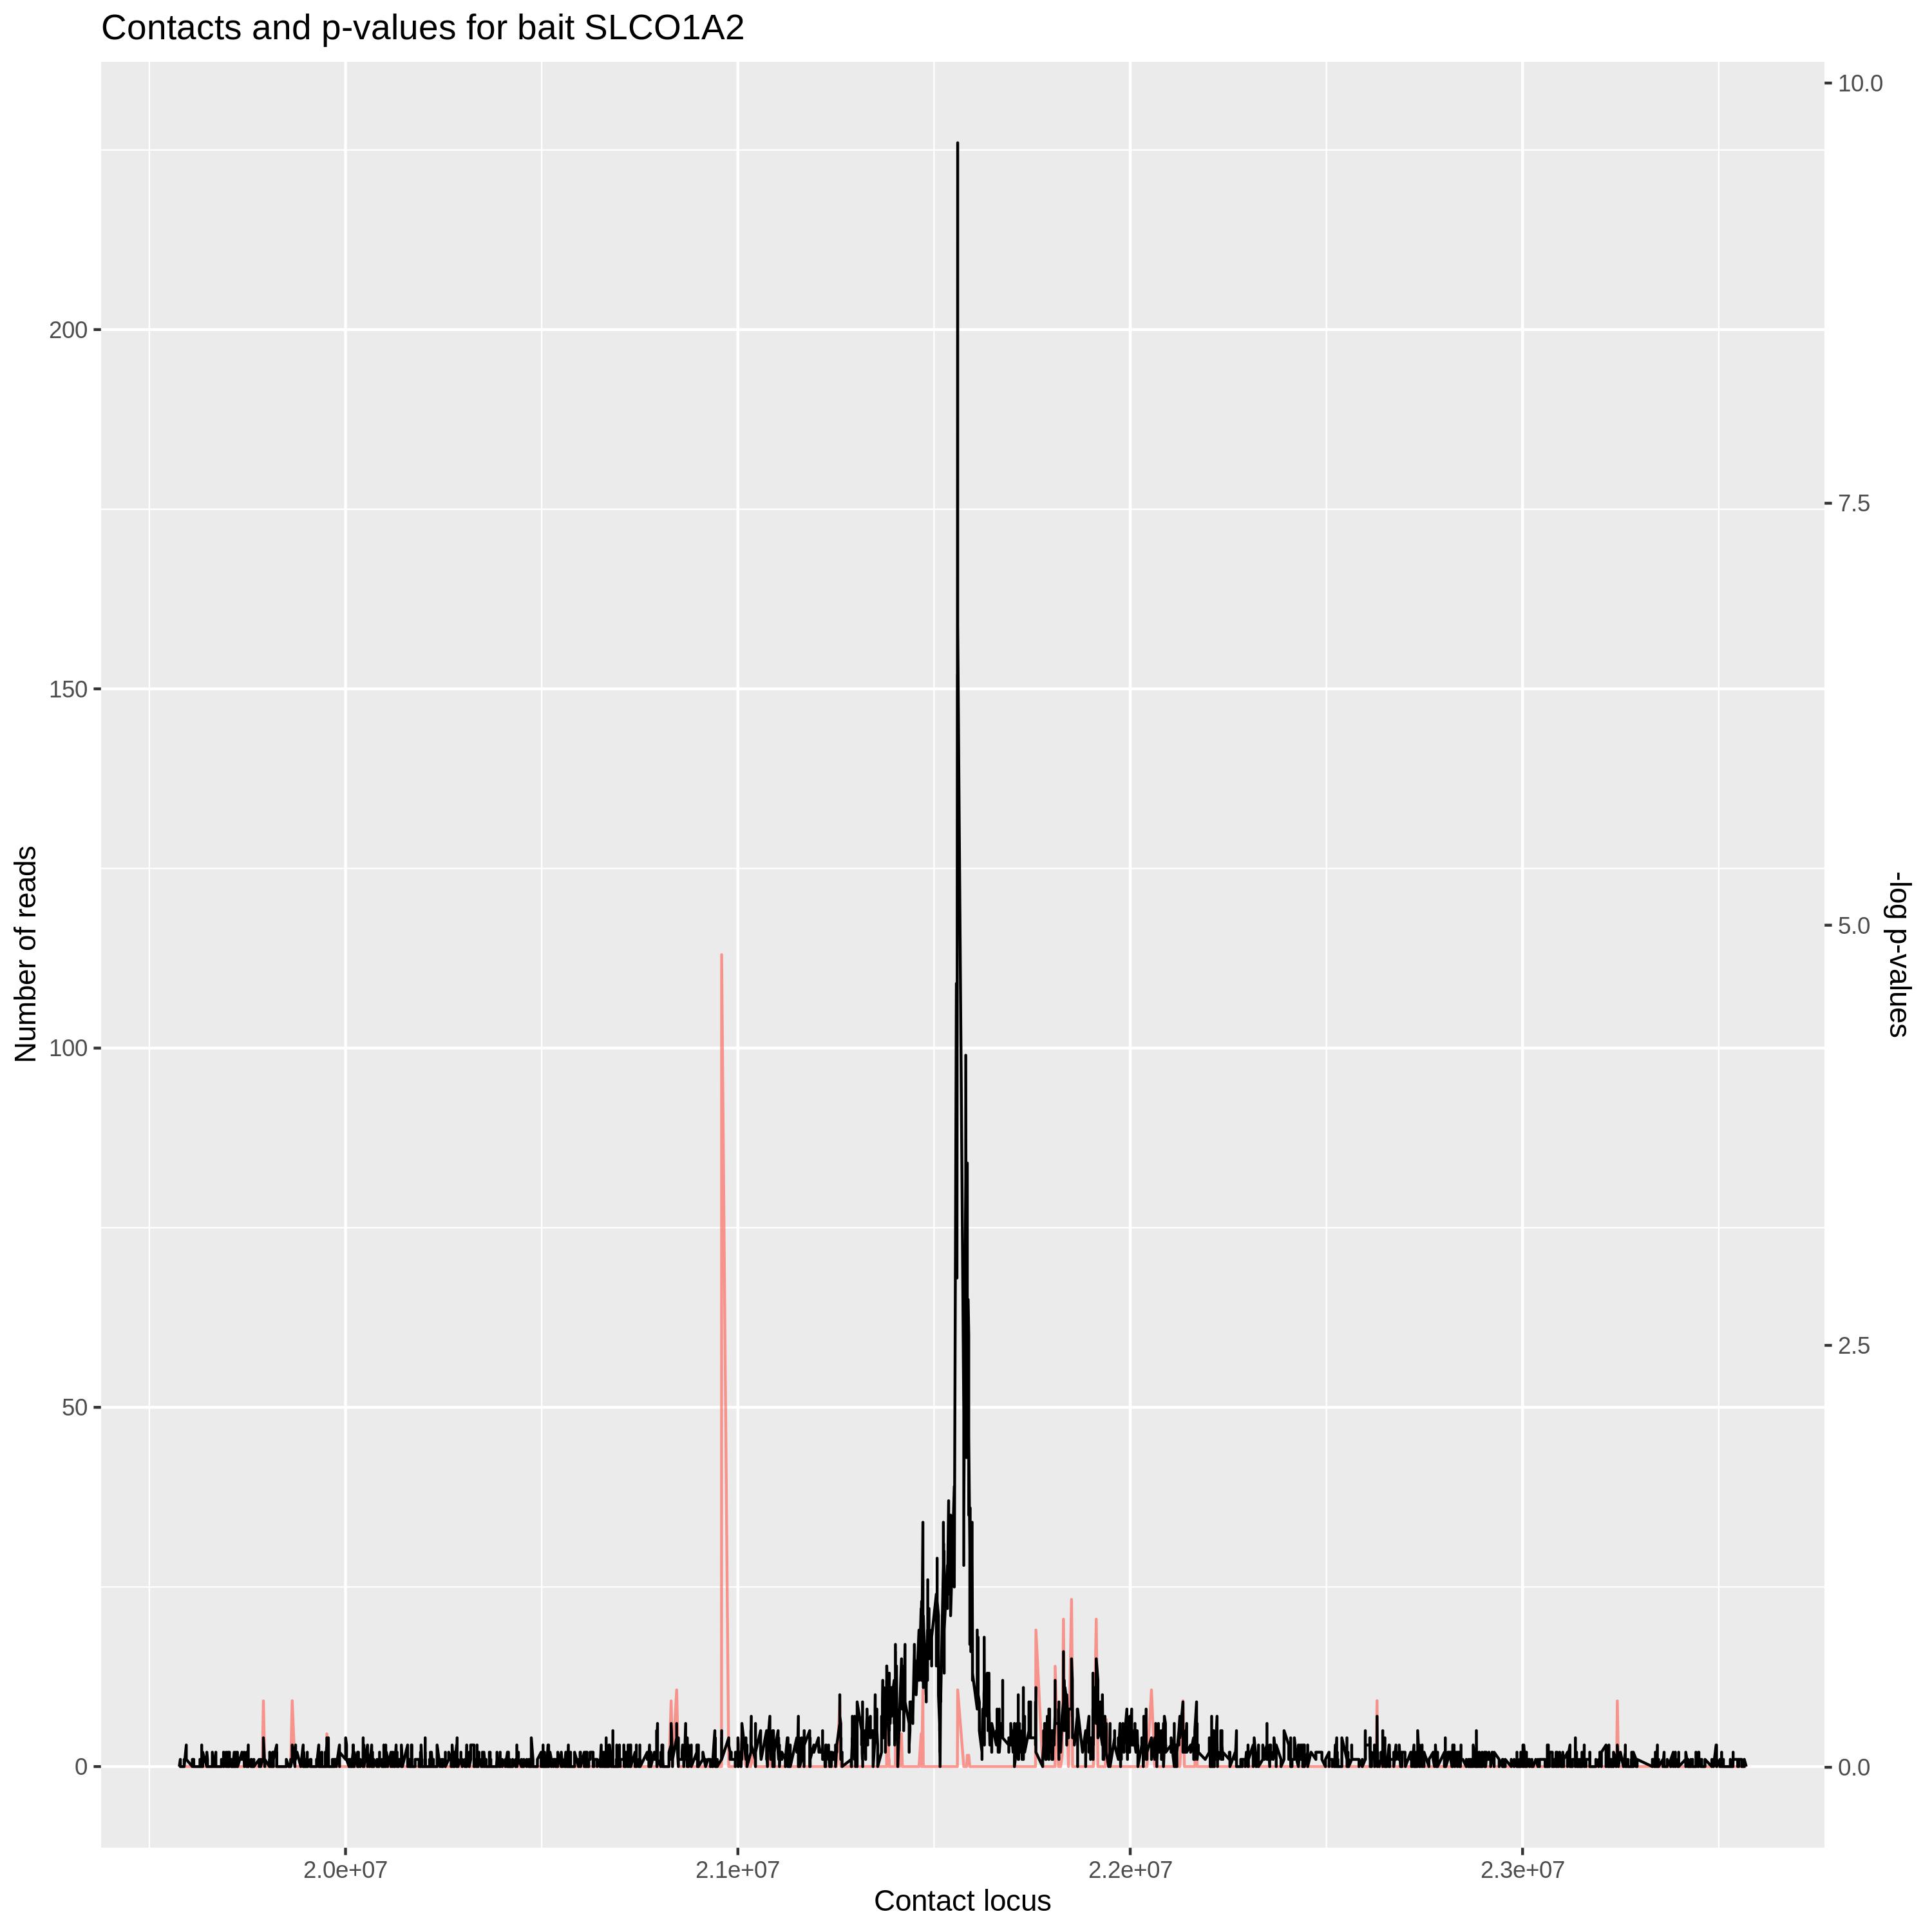 Contacts and p-values for bait SLCO1A2
Number of reads
200
150
100
50
0
10.0
7.5
5.0
2.5
0.0
-log p-values
2.0e+07
2.1e+07
2.2e+07
2.3e+07
Contact locus